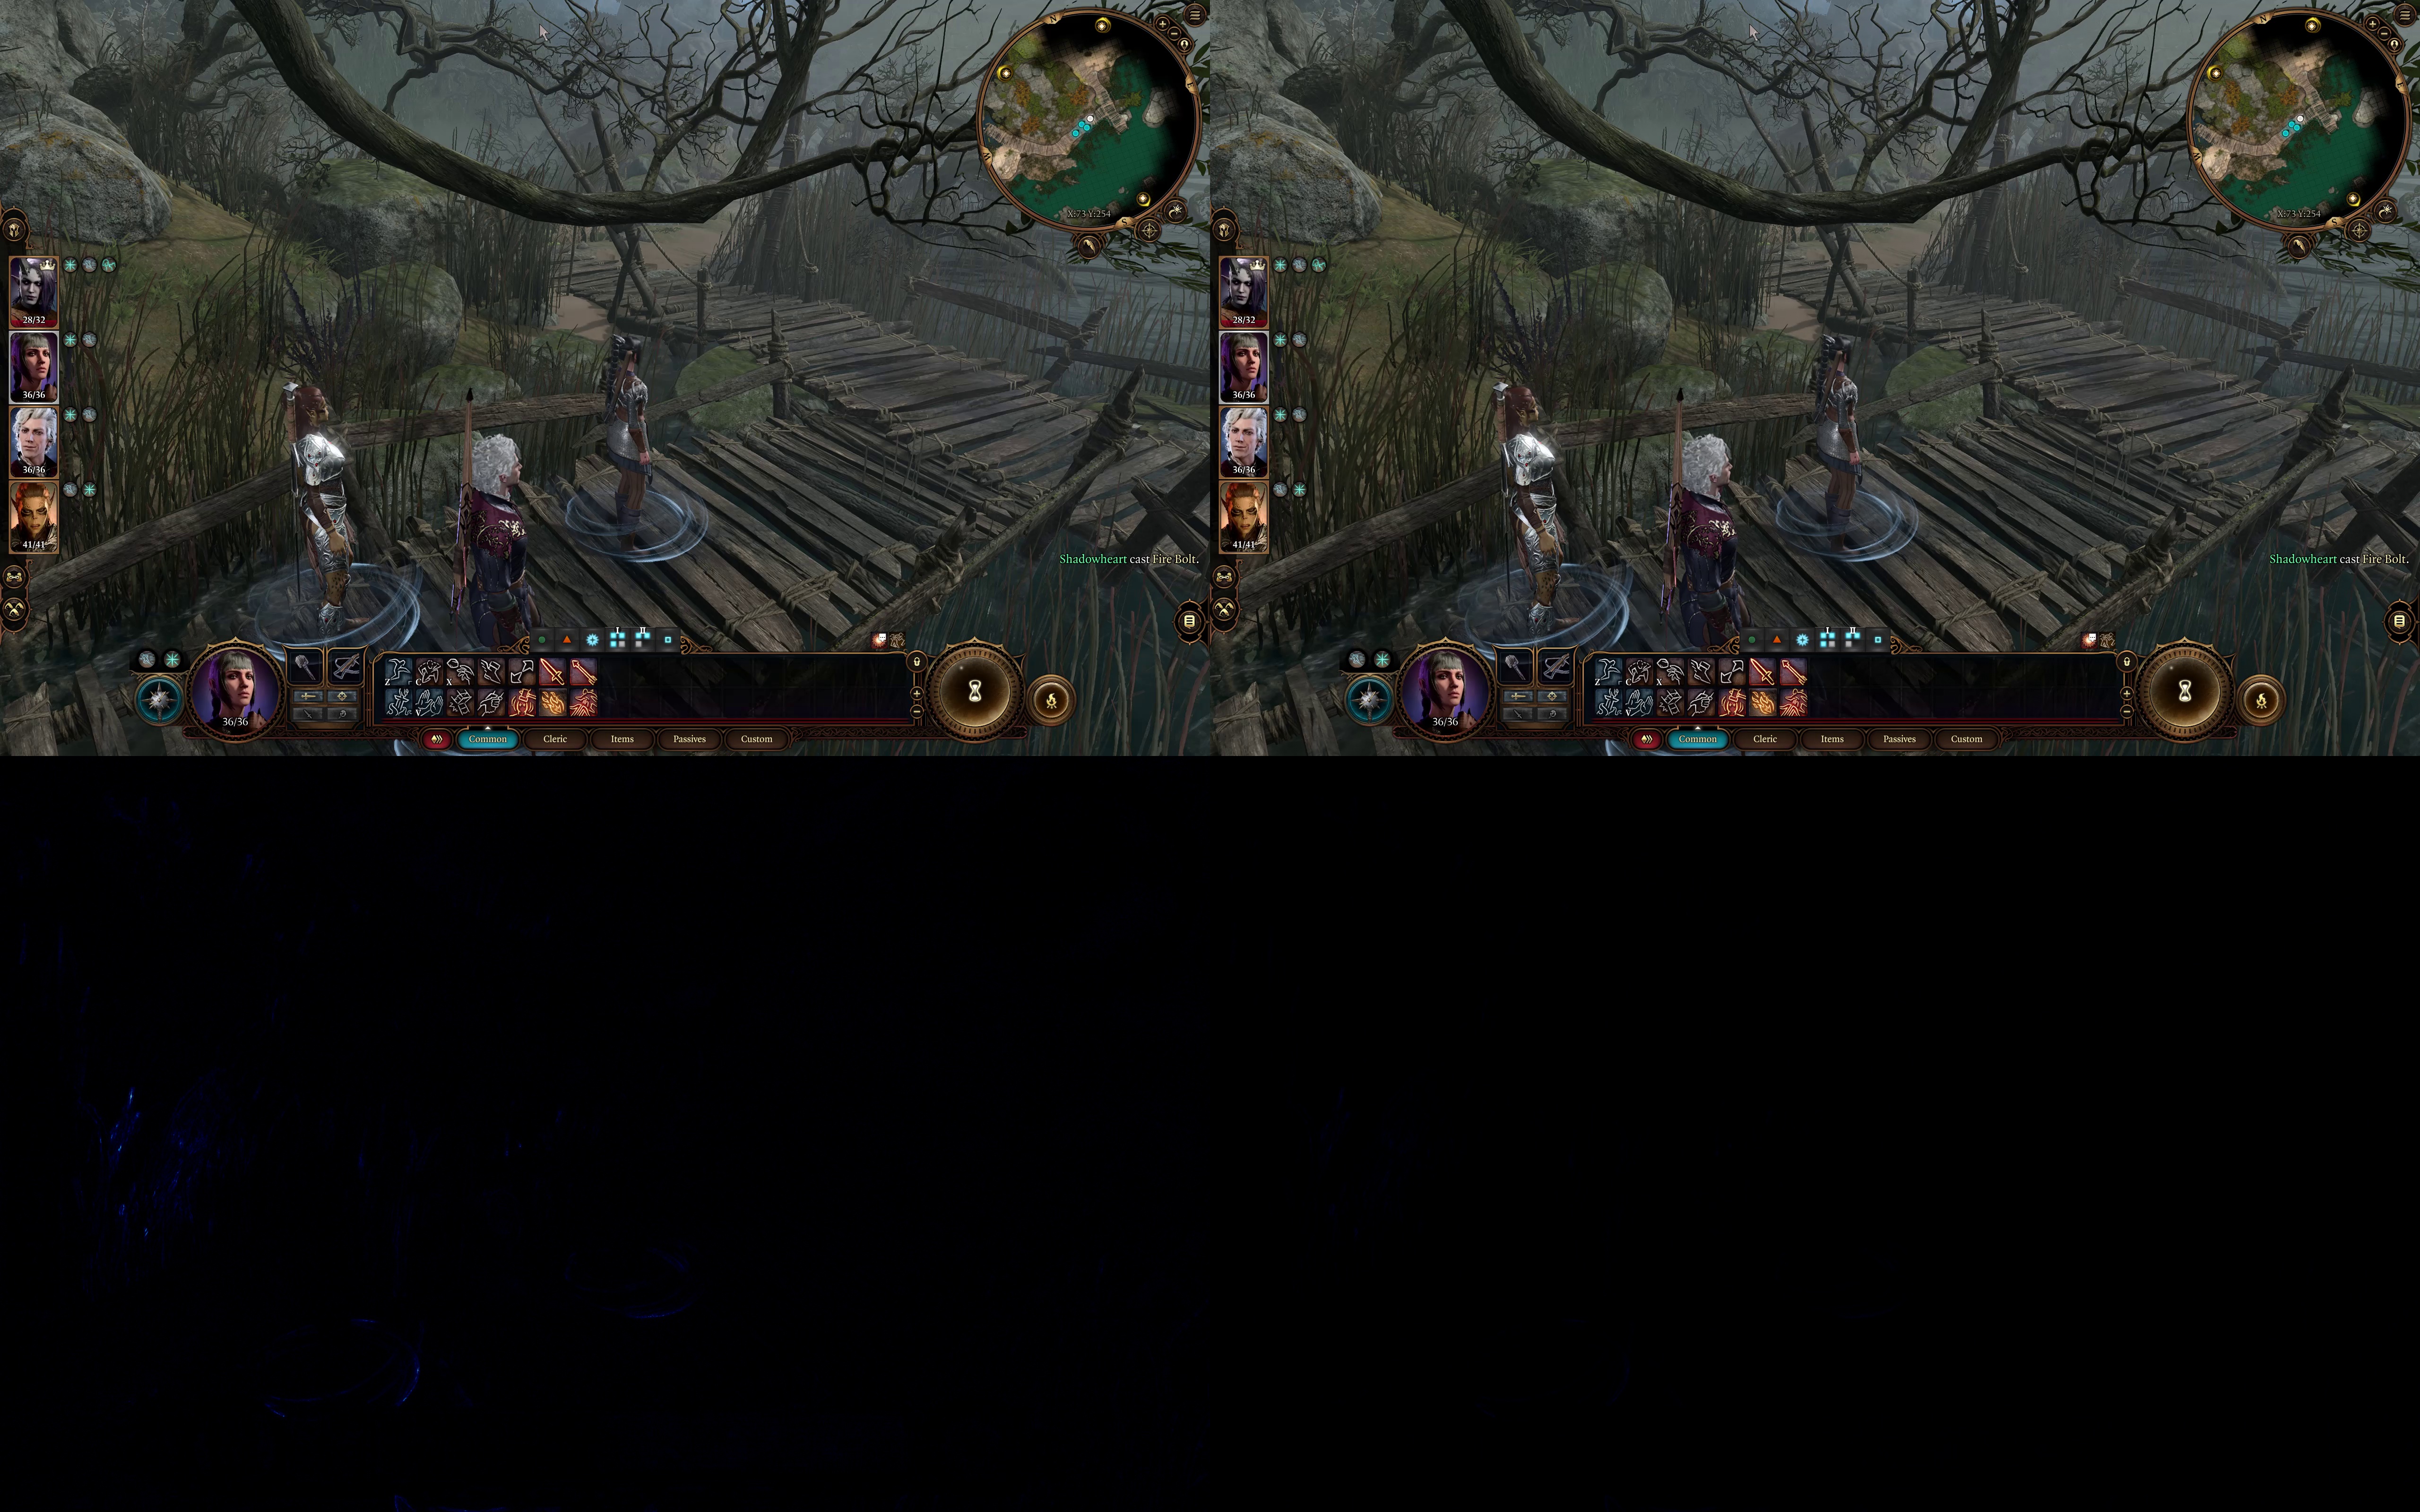 X:73 Y:254
28/32
36/36
36/36
41/41
Shadowheart cast Fire Bolt.
I II
Z C X
V
36/36
Common Cleric Items Passives Custom
X:73 Y:254
28/32
36/36
36/36
41/41
Shadowheart cast Fire Bolt.
I II
Z C X
V
36/36
Common Cleric Items Passives Custom